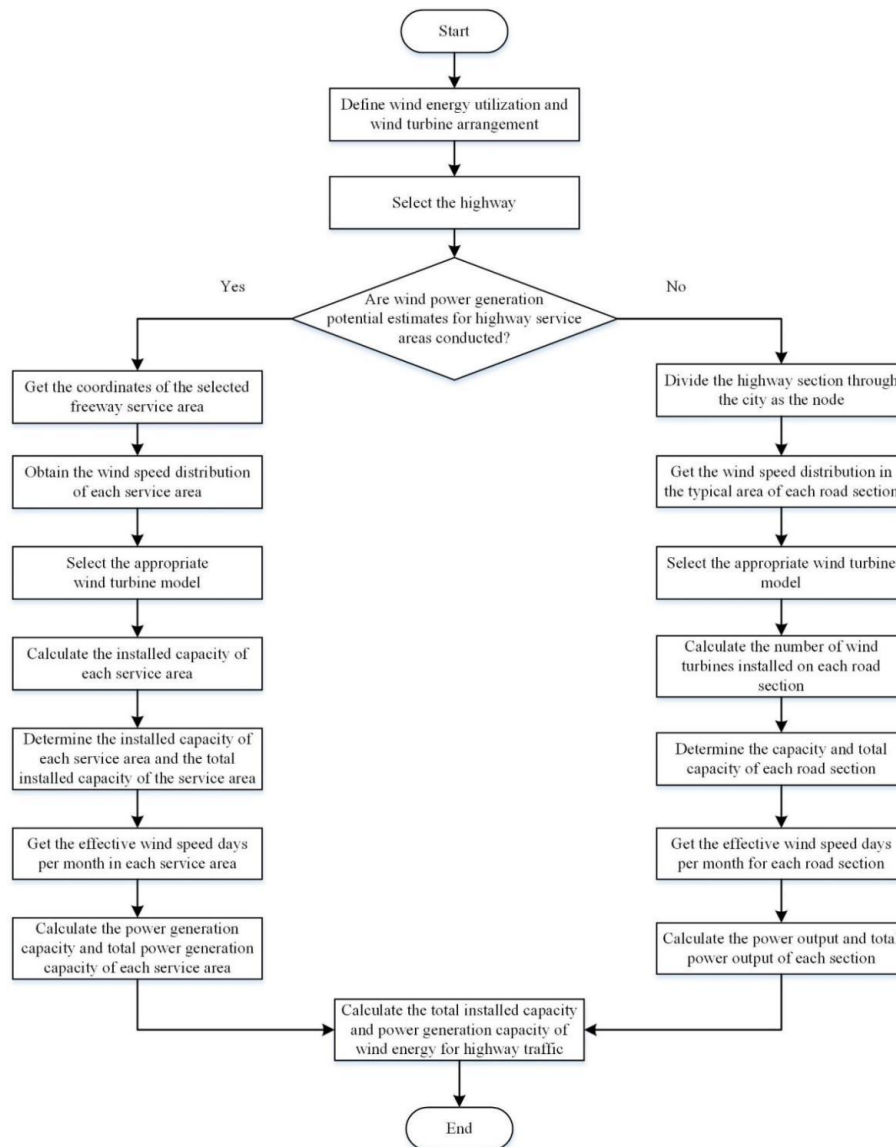 Start
Define wind energy utilization and
wind turbine arrangement
Select the highway
Are wind power generation
potential estimates for highway service
areas conducted?
Yes
No
Get the coordinates of the selected
freeway service area
Obtain the wind speed distribution
of each service area
Select the appropriate
wind turbine model
Calculate the installed capacity of
each service area
Determine the installed capacity of
each service area and the total
installed capacity of the service area
Get the effective wind speed days
per month in each service area
Calculate the power generation
capacity and total power generation
capacity of each service area
Divide the highway section through
the city as the node
Get the wind speed distribution in
the typical area of each road section
Select the appropriate wind turbine
model
Calculate the number of wind
turbines installed on each road
section
Determine the capacity and total
capacity of each road section
Get the effective wind speed days
per month for each road section
Calculate the power output and total
power output of each section
Calculate the total installed capacity
and power generation capacity of
wind energy for highway traffic
End